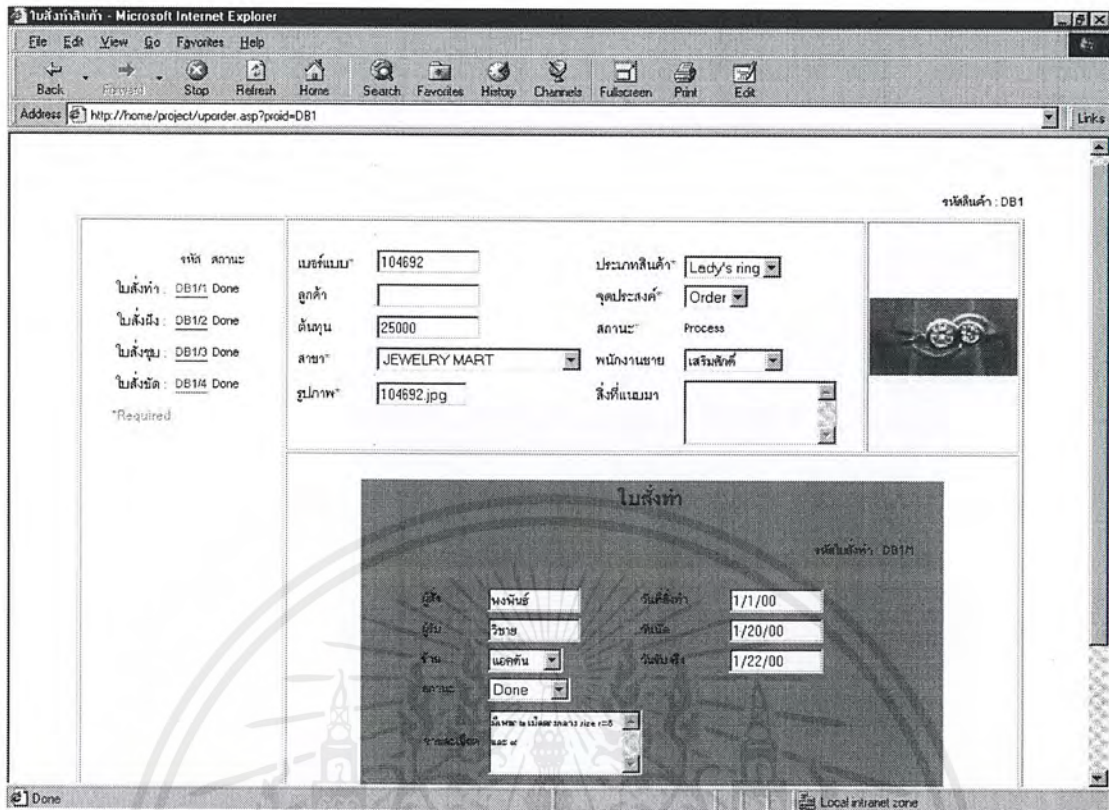 ใบสั่งทำสินค้า - Microsoft Internet Explorer
File Edit View Go Favorites Help
Back Forward Stop Refresh Home Search Favorites History Channels Fullscreen Print Edit
Address http://home/project/uporder.asp?proid=DB1 Links
รหัสสินค้า : DB1
รหัส สถานะ
ใบสั่งทำ : DB1/1 Done
ใบสั่งฝัง : DB1/2 Done
ใบสั่งชุบ : DB1/3 Done
ใบสั่งขัด : DB1/4 Done
*Required
เบอร์แบบ* 104692 ประเภทสินค้า* Lady's ring
ลูกค้า จุดประสงค์* Order
ต้นทุน 25000 สถานะ* Process
สาขา* JEWELRY MART พนักงานขาย เสริมศักดิ์
รูปภาพ* 104692.jpg สิ่งที่แนบมา
ใบสั่งทำ
รหัสใบสั่งทำ DB1/1
ผู้สั่ง พงพันธ์ วันที่สั่งทำ 1/1/00
ผู้รับ วิชาย วันนัด 1/20/00
ร้าน แอคตัน วันรับจริง 1/22/00
สถานะ Done
รายละเอียด
และ
Done Local intranet zone